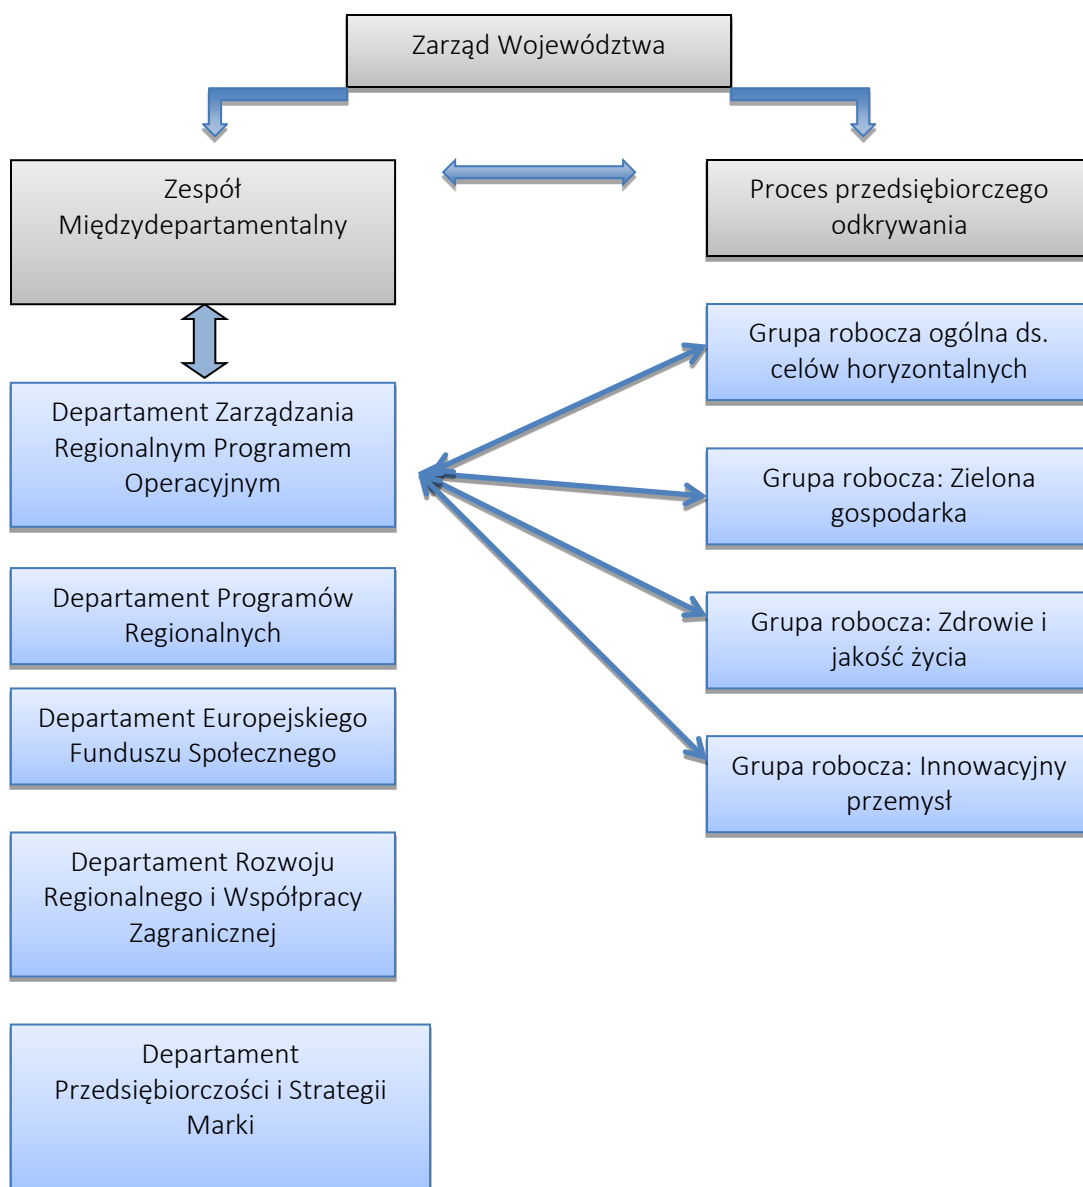 Zarząd Województwa
Zespół
Międzydepartamentalny
Proces przedsiębiorczego
odkrywania
Departament Zarządzania
Regionalnym Programem
Operacyjnym
Departament Programów
Regionalnych
Departament Europejskiego
Funduszu Społecznego
Departament Rozwoju
Regionalnego i Współpracy
Zagranicznej
Departament
Przedsiębiorczości i Strategii
Marki
Grupa robocza ogólna ds.
celów horyzontalnych
Grupa robocza: Zielona
gospodarka
Grupa robocza: Zdrowie i
jakość życia
Grupa robocza: Innowacyjny
przemysł